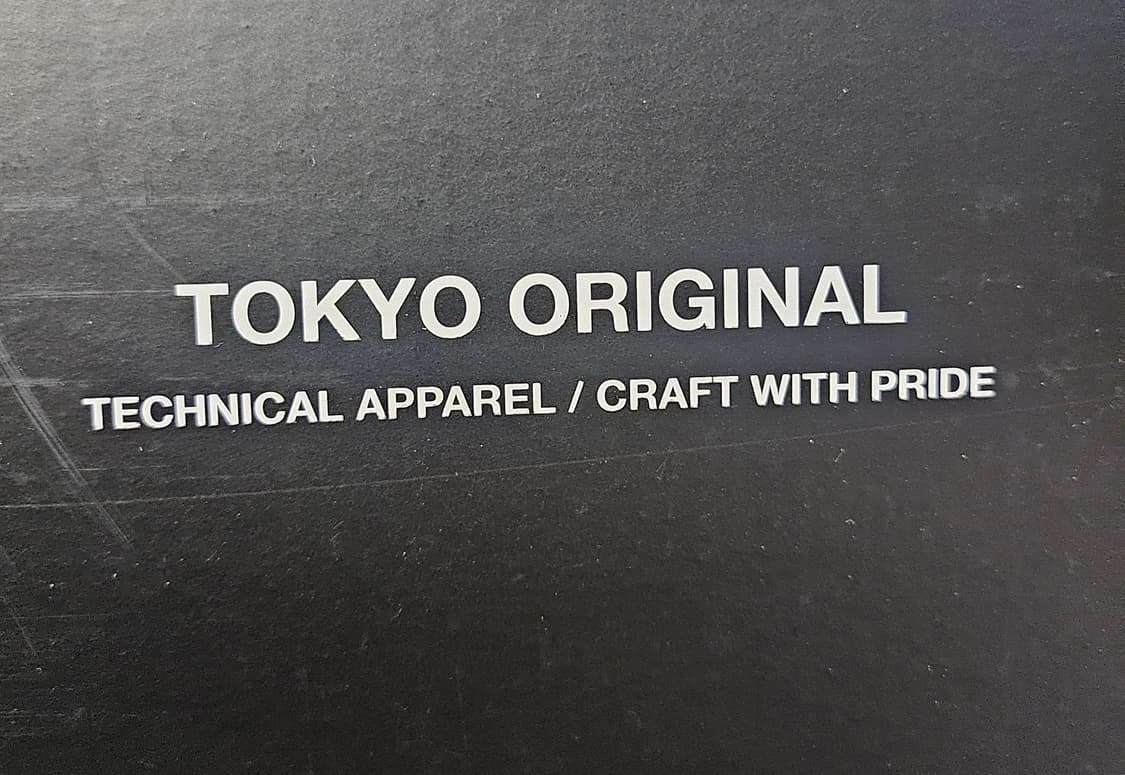 TOKYO ORIGINAL
TECHNICAL APPAREL / CRAFT WITH PRIDE